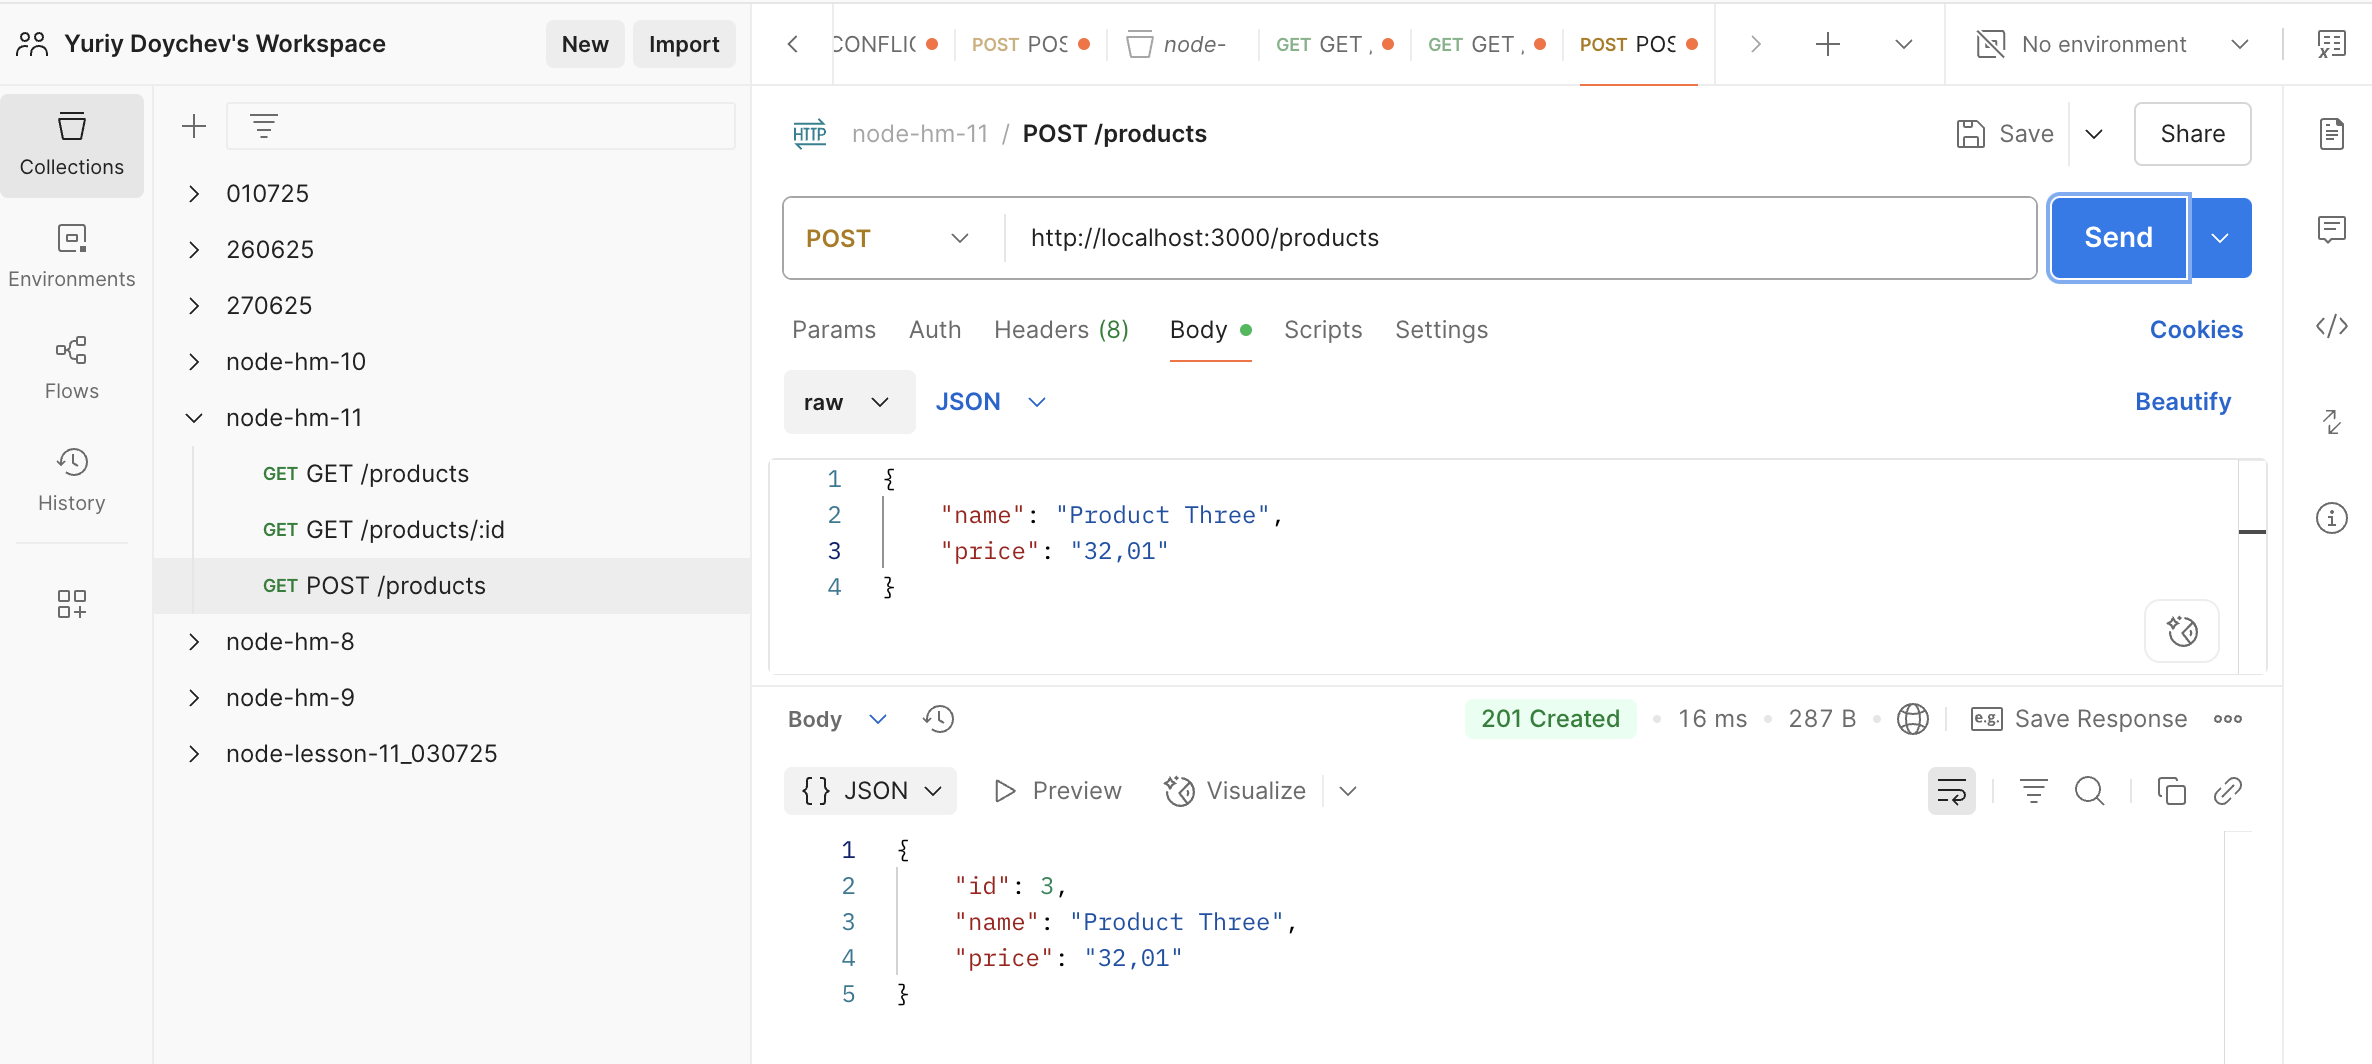 Yuriy Doychev's Workspace
New
Import
CONFLIC
POST POS
node-
GET GET
GET GET
POST POS
No environment
Collections
Environments
Flows
History
010725
260625
270625
node-hm-10
node-hm-11
GET GET /products
GET GET /products/:id
GET POST /products
node-hm-8
node-hm-9
node-lesson-11_030725
HTTP node-hm-11 / POST /products
Save
Share
POST
http://localhost:3000/products
Send
Params
Auth
Headers (8)
Body
Scripts
Settings
Cookies
raw
JSON
Beautify
1 {
2 "name": "Product Three",
3 "price": "32,01"
4 }
Body
201 Created
16 ms
287 B
e.g. Save Response
{} JSON
Preview
Visualize
1 {
2 "id": 3,
3 "name": "Product Three",
4 "price": "32,01"
5 }